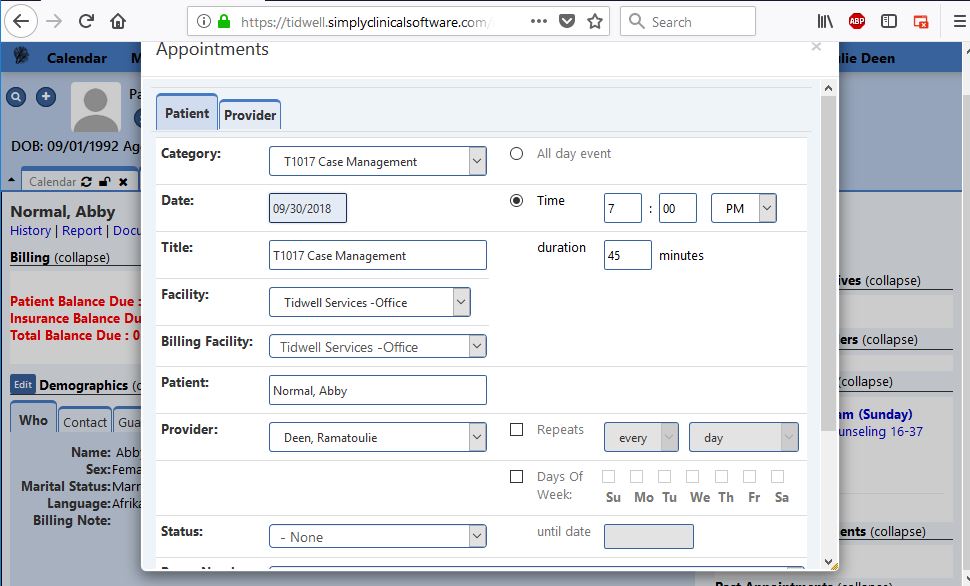 https://tidwell.simplyclinicalsoftware.com/
Search
ABP
Calendar
M
lie Deen
Appointments
×
Pa
DOB: 09/01/1992 Ag
Calendar
Normal, Abby
History | Report | Docu
Billing (collapse)
Patient Balance Due :
Insurance Balance Du
Total Balance Due : 0
Edit Demographics (c
Who Contact Gua
Name: Abb
Sex:Fema
Marital Status:Marr
Language:Afrika
Billing Note:
Patient Provider
Category: T1017 Case Management All day event
Date: 09/30/2018 Time 7 : 00 PM
Title: T1017 Case Management duration 45 minutes
Facility: Tidwell Services -Office
Billing Facility: Tidwell Services -Office
Patient: Normal, Abby
Provider: Deen, Ramatoulie Repeats every day
Days Of Week:
Su Mo Tu We Th Fr Sa
Status: - None until date
ives (collapse)
ers (collapse)
collapse)
am (Sunday)
unseling 16-37
ents (collapse)